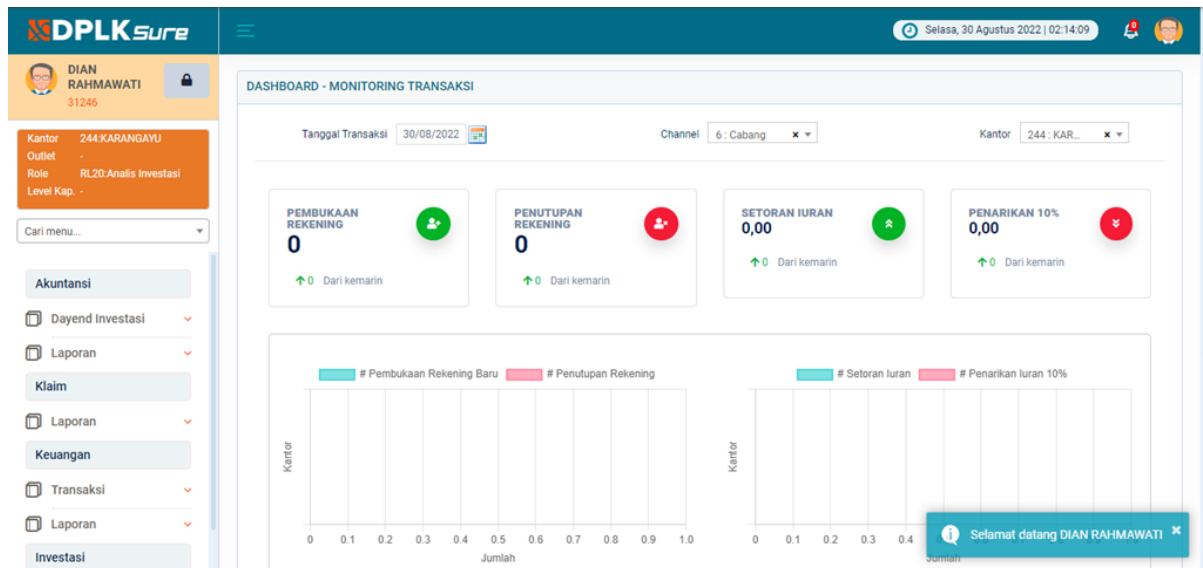 DPLKSure
Selasa, 30 Agustus 2022 | 02:14:09
DIAN
RAHMAWATI
31246
Kantor 244:KARANGAYU
Outlet -
Role RL20:Analis Investasi
Level Kap. -
Cari menu...
Akuntansi
Dayend Investasi
Laporan
Klaim
Laporan
Keuangan
Transaksi
Laporan
Investasi
DASHBOARD - MONITORING TRANSAKSI
Tanggal Transaksi 30/08/2022 Channel 6 : Cabang x Kantor 244 : KAR... x
PEMBUKAAN
REKENING
0
0 Dari kemarin
PENUTUPAN
REKENING
0
0 Dari kemarin
SETORAN IURAN
0,00
0 Dari kemarin
PENARIKAN 10%
0,00
0 Dari kemarin
# Pembukaan Rekening Baru # Penutupan Rekening
Kantor
0 0.1 0.2 0.3 0.4 0.5 0.6 0.7 0.8 0.9 1.0
Jumlah
# Setoran Iuran # Penarikan Iuran 10%
Kantor
0 0.1 0.2 0.3 0.4
Jumlah
Selamat datang DIAN RAHMAWATI ×